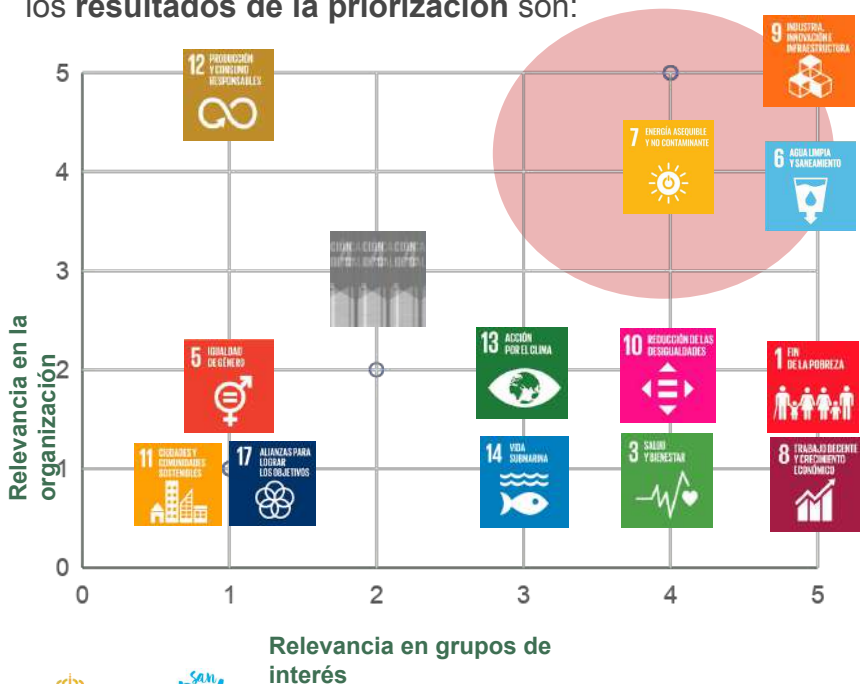 los resultados de la priorización son:
9 INDUSTRIA,
INNOVACIÓN E
INFRAESTRUCTURA
12 PRODUCCIÓN
Y CONSUMO
RESPONSABLES
5
7 ENERGÍA ASEQUIBLE
Y NO CONTAMINANTE
6 AGUA LIMPIA
Y SANEAMIENTO
4
3
13 ACCIÓN
POR EL CLIMA
10 REDUCCIÓN DE LAS
DESIGUALDADES
1 FIN
DE LA POBREZA
5 IGUALDAD
DE GÉNERO
2
Relevancia en la
organización
11 CIUDADES Y
COMUNIDADES
SOSTENIBLES
17 ALIANZAS PARA
LOGRAR
LOS OBJETIVOS
14 VIDA
SUBMARINA
3 SALUD
Y BIENESTAR
8 TRABAJO DECENTE
Y CRECIMIENTO
ECONÓMICO
1
0
0 1 2 3 4 5
Relevancia en grupos de
interés
san